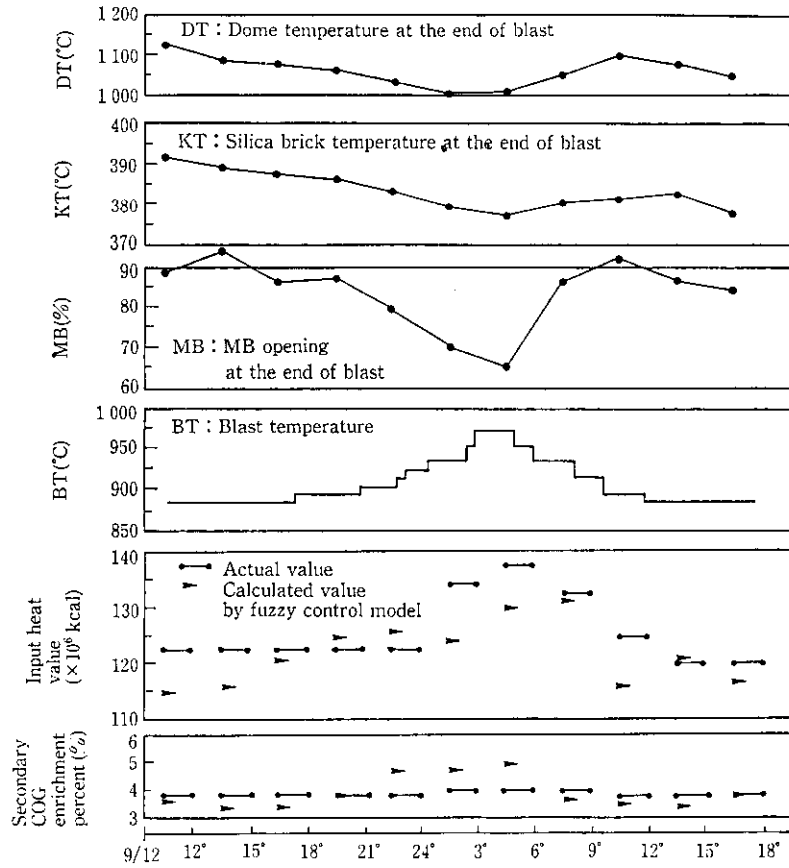 1 200
DT : Dome temperature at the end of blast
1 100
1 000
DT(℃)
400
KT : Silica brick temperature at the end of blast
390
380
370
KT(℃)
90
80
70
60
MB(%)
MB : MB opening
at the end of blast
1 000
BT : Blast temperature
950
900
850
BT(℃)
140
Actual value
Calculated value
by fuzzy control model
130
120
110
Input heat
value
(×10⁶ kcal)
6
5
4
3
Secondary
COG
enrichment
percent (%)
9/12 12° 15° 18° 21° 24° 3° 6° 9° 12° 15° 18°